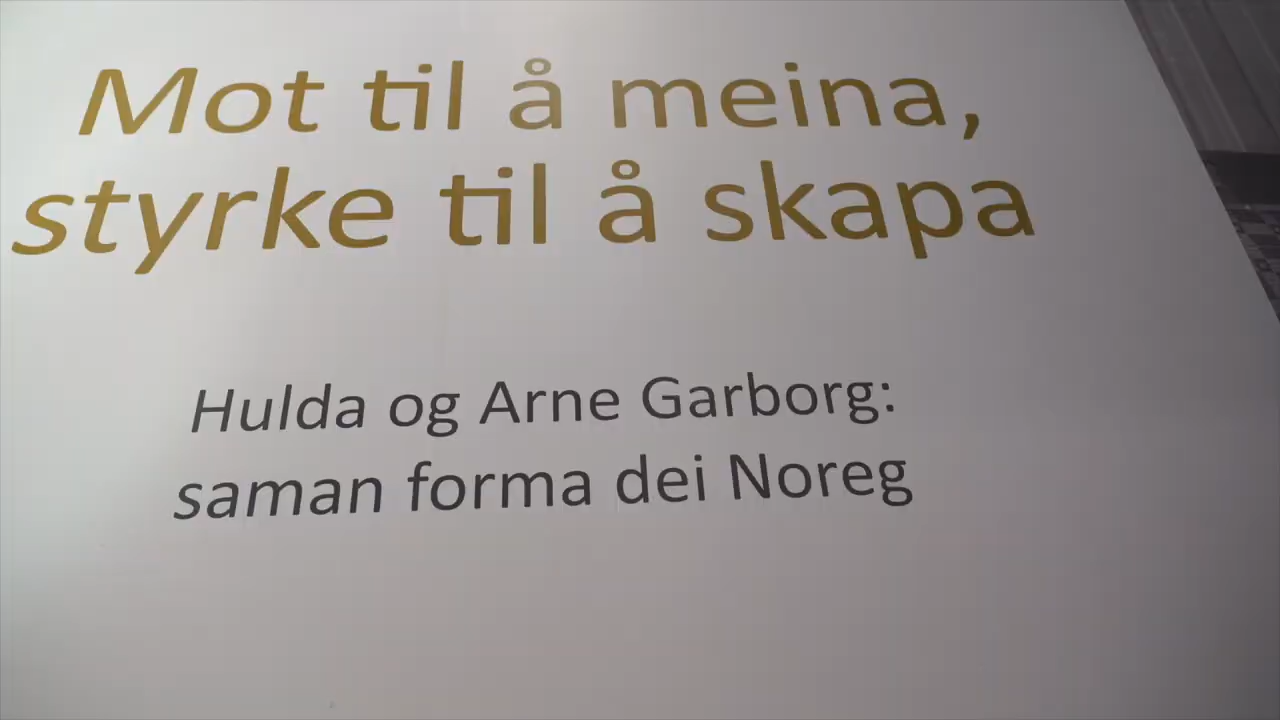 Mot til å meina,
styrke til å skapa
Hulda og Arne Garborg:
saman forma dei Noreg